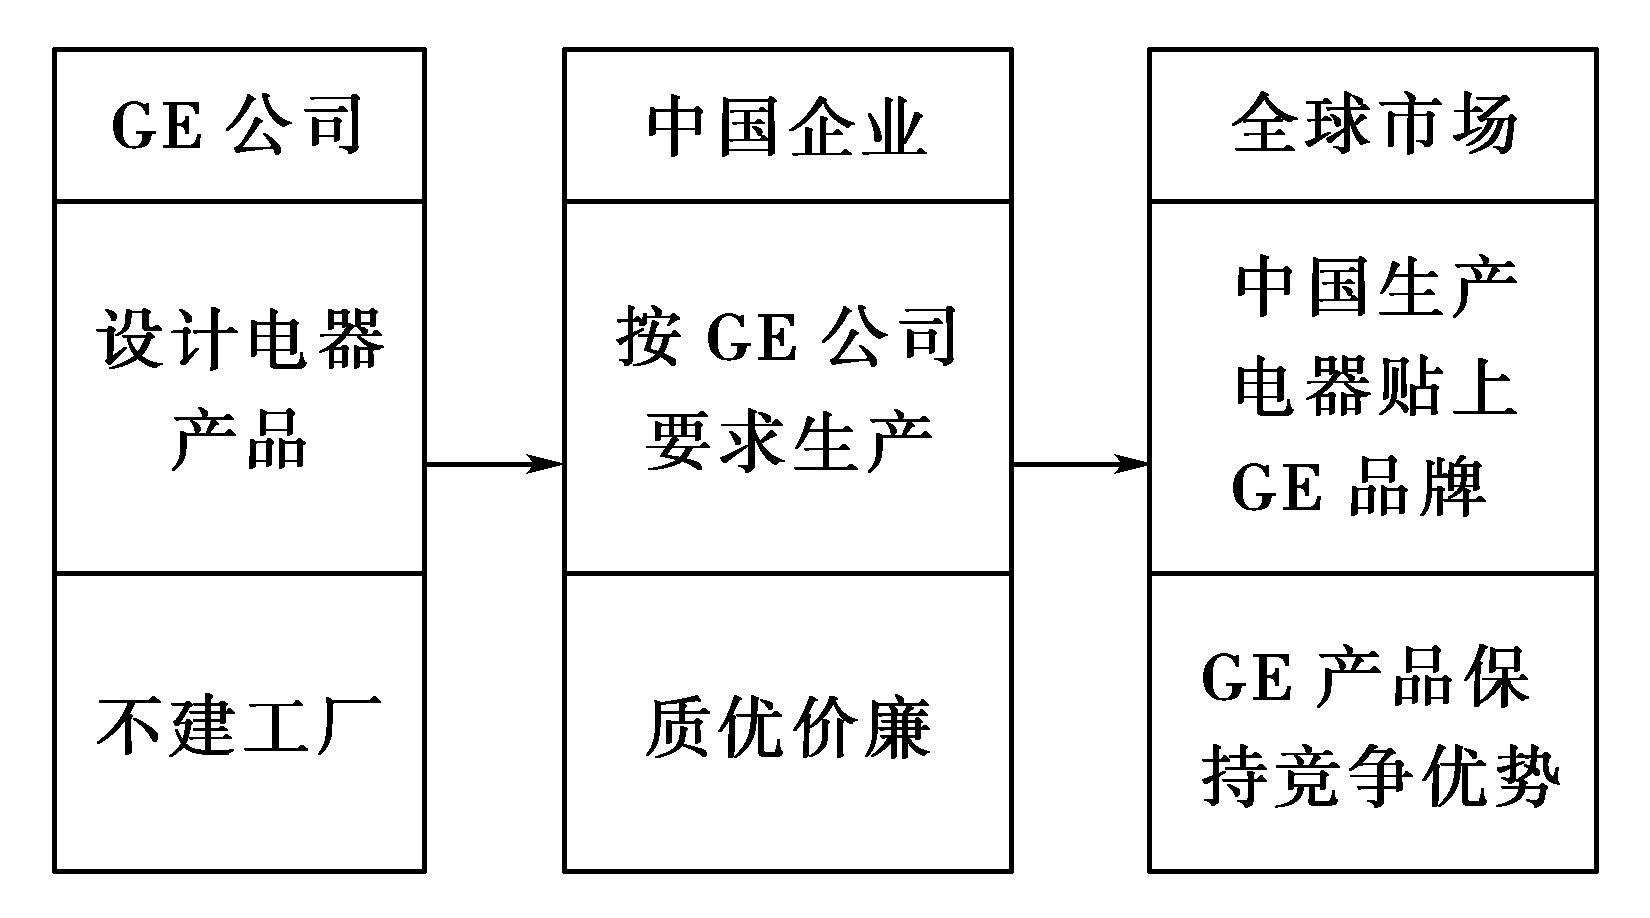 GE 公司
设计电器
产品
不建工厂
中国企业
按 GE 公司
要求生产
质优价廉
全球市场
中国生产
电器贴上
GE 品牌
GE 产品保
持竞争优势